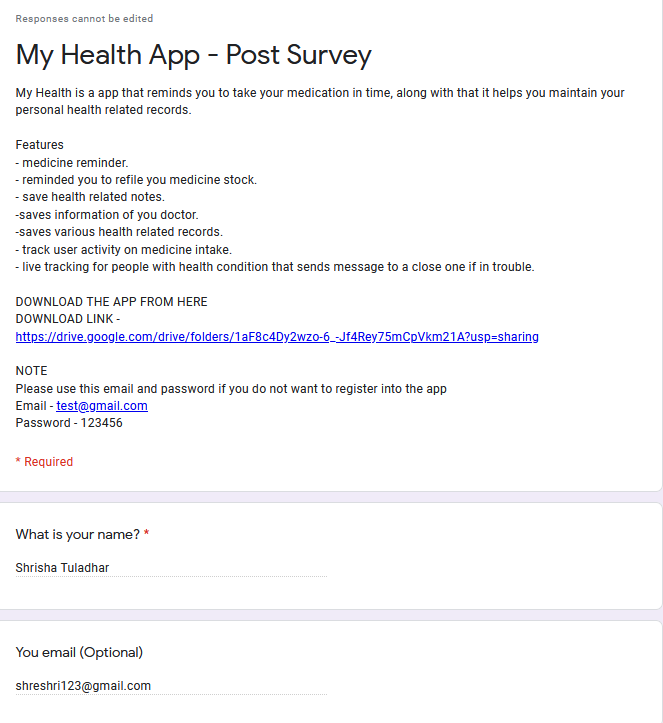 Responses cannot be edited
My Health App - Post Survey
My Health is a app that reminds you to take your medication in time, along with that it helps you maintain your
personal health related records.
Features
- medicine reminder.
- reminded you to refile you medicine stock.
- save health related notes.
-saves information of you doctor.
-saves various health related records.
- track user activity on medicine intake.
- live tracking for people with health condition that sends message to a close one if in trouble.
DOWNLOAD THE APP FROM HERE
DOWNLOAD LINK -
https://drive.google.com/drive/folders/1aF8c4Dy2wzo-6_-Jf4Rey75mCpVkm21A?usp=sharing
NOTE
Please use this email and password if you do not want to register into the app
Email - test@gmail.com
Password - 123456
* Required
What is your name? *
Shrisha Tuladhar
You email (Optional)
shreshri123@gmail.com